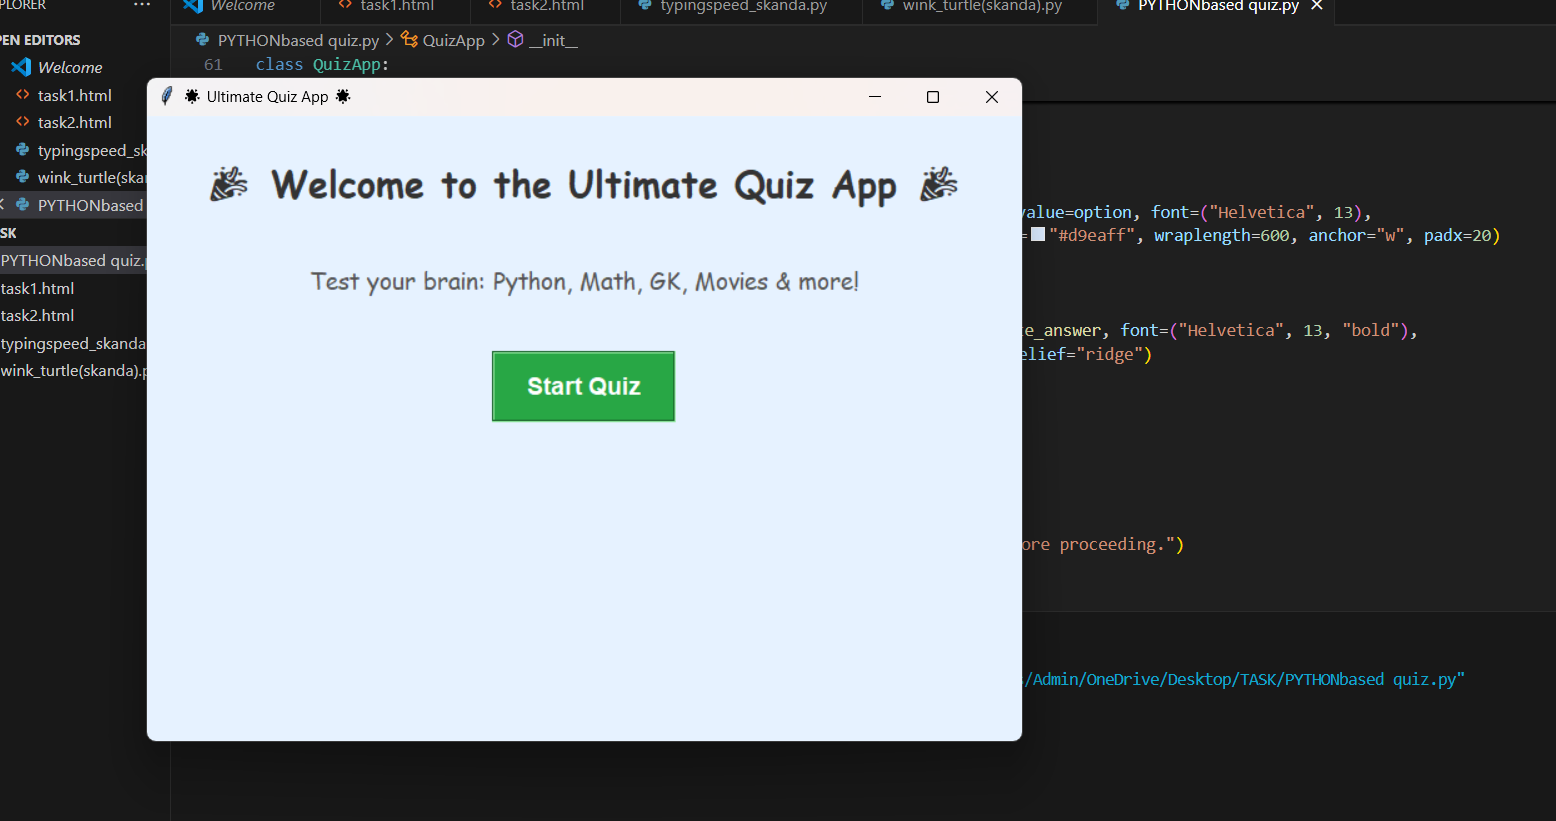 PLORER ...
Welcome
task1.html
task2.html
typingspeed_skanda.py
wink_turtle(skanda).py
PYTHONbased quiz.py
PEN EDITORS
Welcome
task1.html
task2.html
typingspeed_sk
wink_turtle(ska
PYTHONbased
SK
PYTHONbased quiz.p
task1.html
task2.html
typingspeed_skanda
wink_turtle(skanda).p
PYTHONbased quiz.py > QuizApp > __init__
61 class QuizApp:
Ultimate Quiz App
Welcome to the Ultimate Quiz App
Test your brain: Python, Math, GK, Movies & more!
Start Quiz
value=option, font=("Helvetica", 13),
="#d9eaff", wraplength=600, anchor="w", padx=20)
te_answer, font=("Helvetica", 13, "bold"),
elief="ridge")
ore proceeding.")
/Admin/OneDrive/Desktop/TASK/PYTHONbased quiz.py"